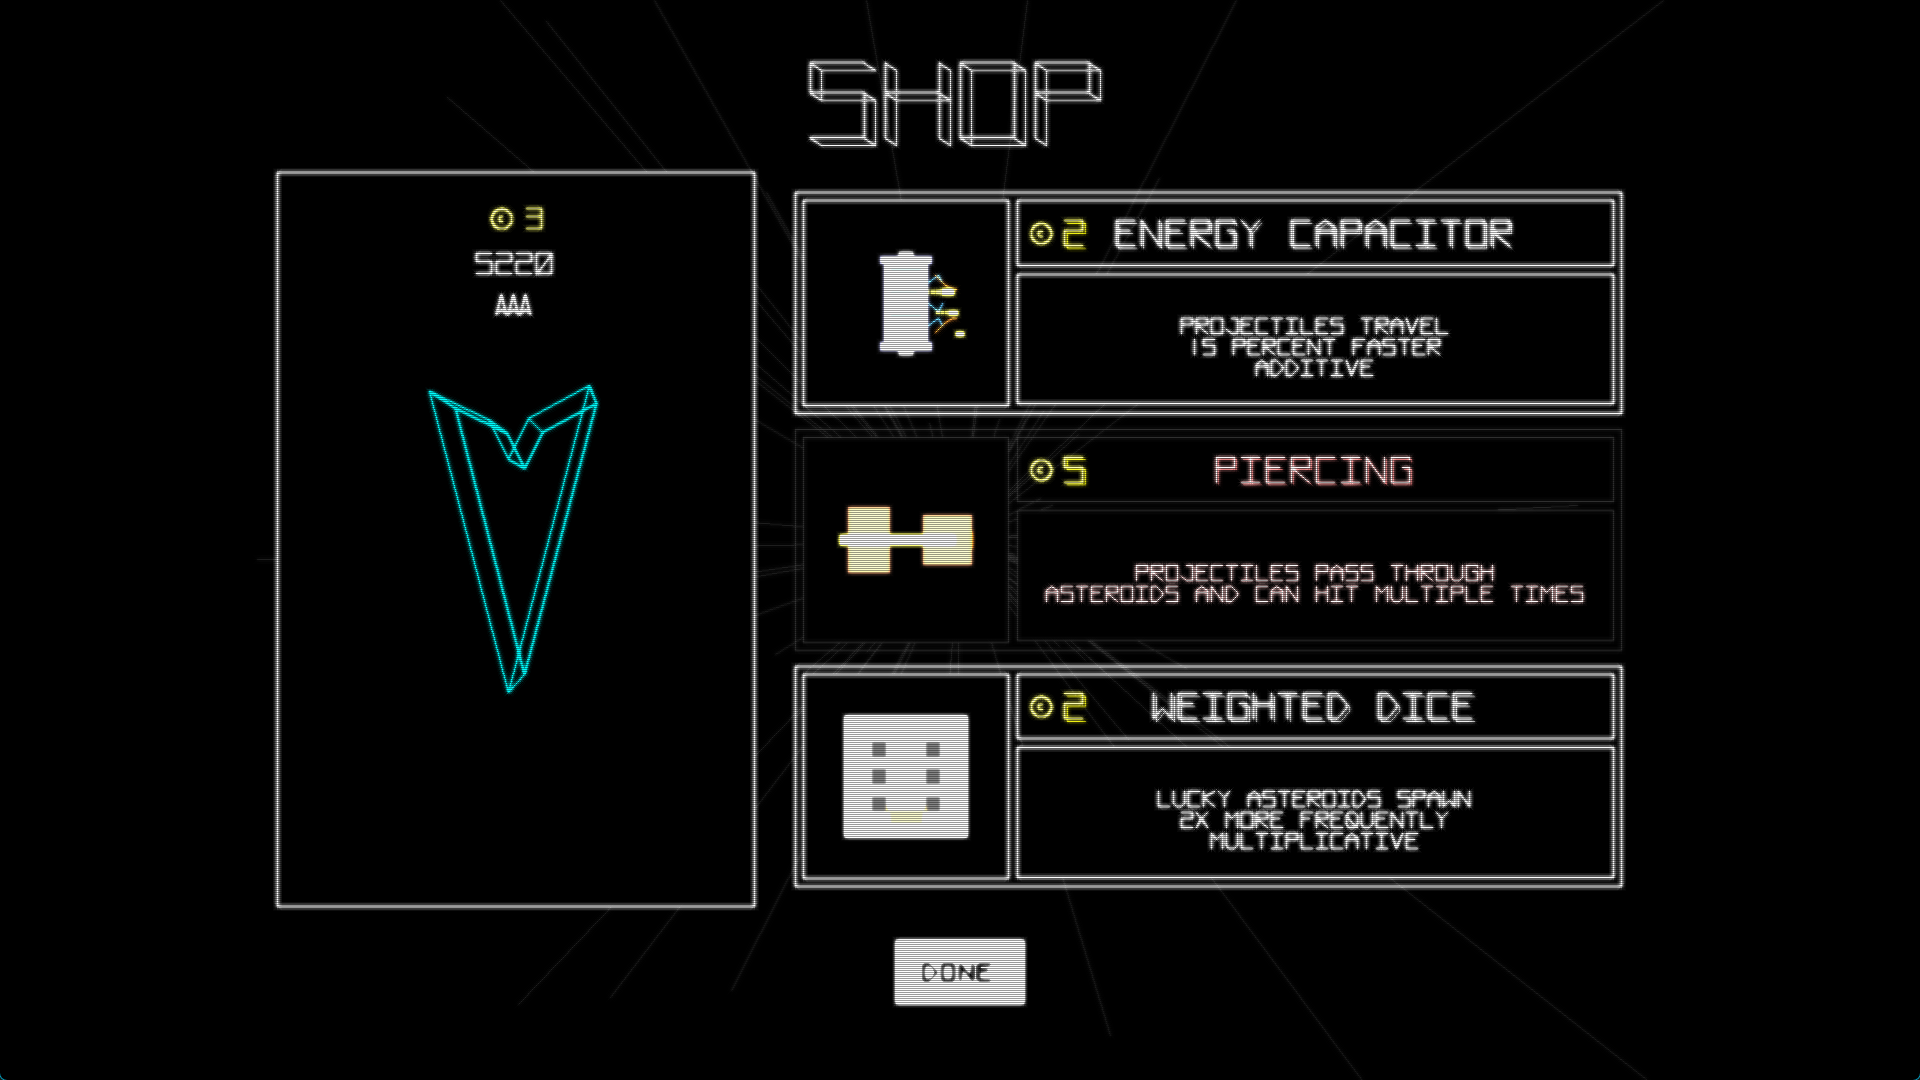 SHOP
© 3
5220
AAA
© 2 ENERGY CAPACITOR
PROJECTILES TRAVEL
15 PERCENT FASTER
ADDITIVE
© 5 PIERCING
PROJECTILES PASS THROUGH
ASTEROIDS AND CAN HIT MULTIPLE TIMES
© 2 WEIGHTED DICE
LUCKY ASTEROIDS SPAWN
2X MORE FREQUENTLY
MULTIPLICATIVE
DONE